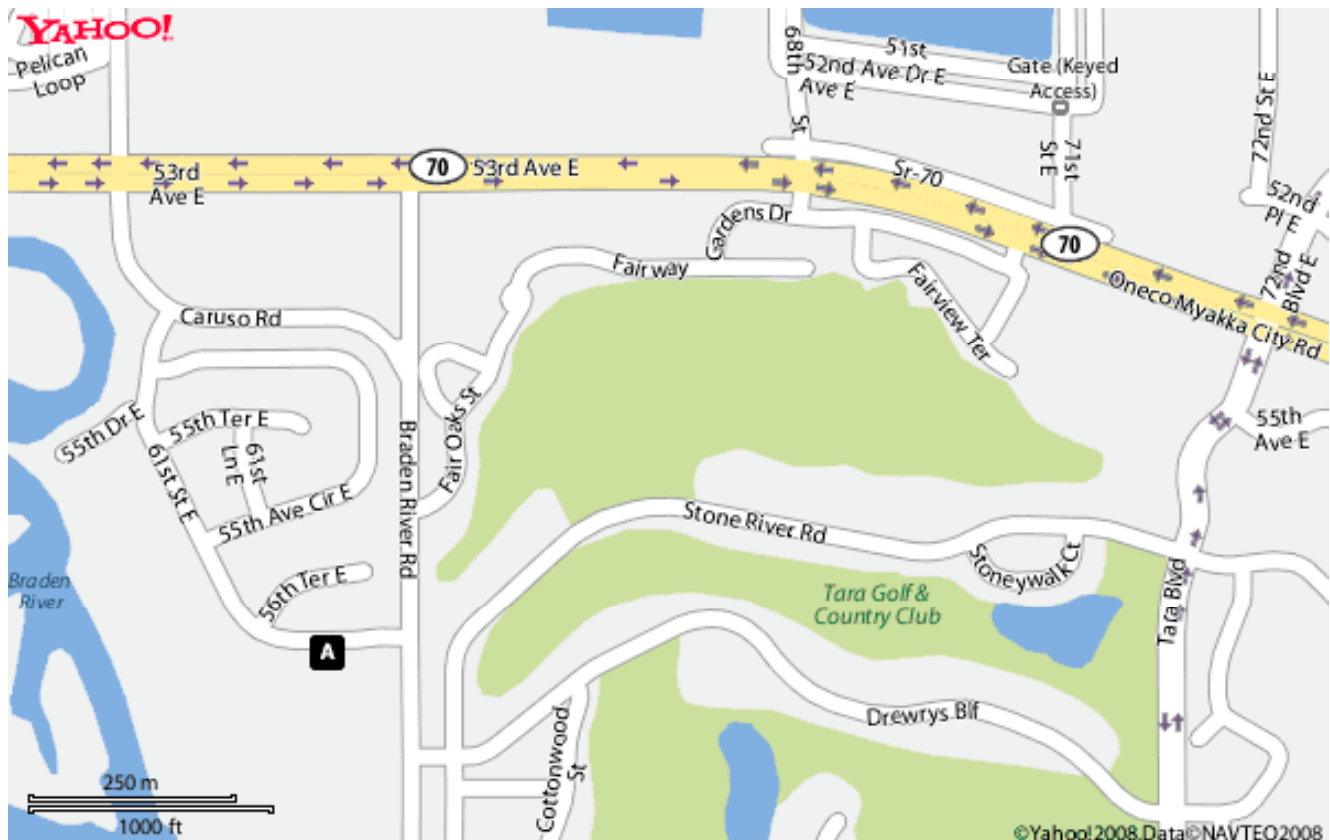 YAHOO!
Pelican
Loop
68th
St
51st
52nd Ave Dr E
Ave E
Gate (Keyed
Access)
71st
St E
72nd St E
52nd
Pl E
72nd
Blvd E
53rd
Ave E
70
53rd Ave E
Sr-70
70
Oneco Myakka City Rd
Gardens Dr
Fairway
Fairview Ter
Caruso Rd
55th Dr E
55th Ter E
61st
Ln E
61st St E
55th Ave Cir E
Braden River Rd
Fair Oaks St
55th
Ave E
Stone River Rd
Stoneywalk Ct
Braden
River
56th Ter E
Tara Golf &
Country Club
Tara Blvd
A
Drewrys Blf
Cottonwood
St
250 m
1000 ft
©Yahoo! 2008, Data ©NAVTEQ 2008